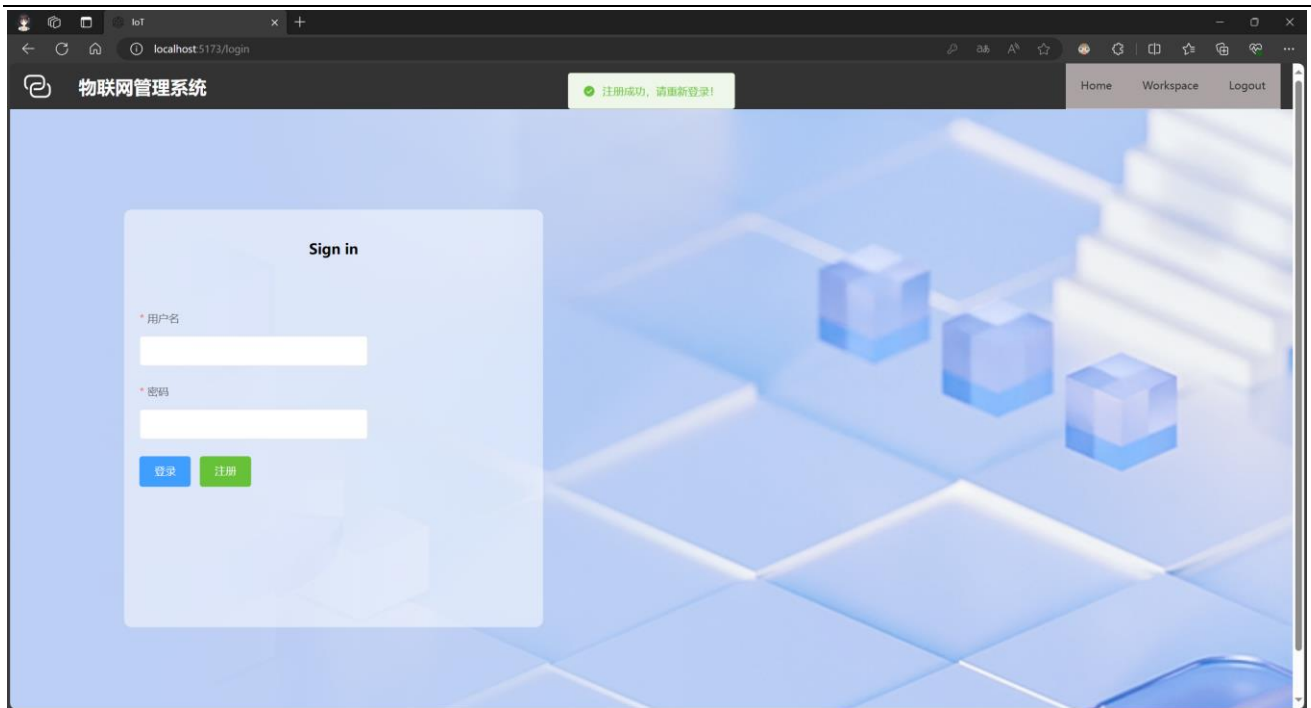 IoT
localhost:5173/login
物联网管理系统
注册成功，请重新登录！
Home Workspace Logout
Sign in
* 用户名
* 密码
登录 注册